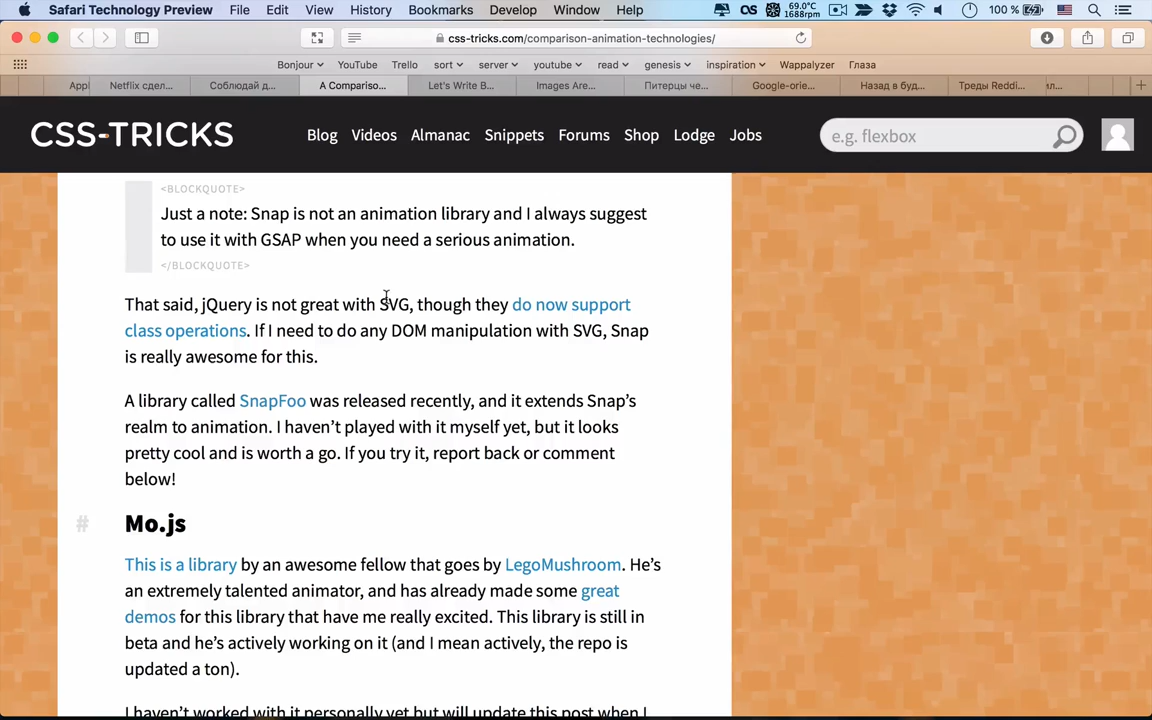 Safari Technology Preview File Edit View History Bookmarks Develop Window Help OS 69.0°C 1688rpm 100 %
css-tricks.com/comparison-animation-technologies/
Bonjour YouTube Trello sort server youtube read genesis inspiration Wappalyzer Глаза
Appl Netflix сдел... Соблюдай д... A Compariso... Let's Write B... Images Are... Питерцы че... Google-orie... Назад в буд... Треды Reddi... ил...
CSS-TRICKS Blog Videos Almanac Snippets Forums Shop Lodge Jobs e.g. flexbox
<BLOCKQUOTE>
Just a note: Snap is not an animation library and I always suggest
to use it with GSAP when you need a serious animation.
</BLOCKQUOTE>
That said, jQuery is not great with SVG, though they do now support
class operations. If I need to do any DOM manipulation with SVG, Snap
is really awesome for this.
A library called SnapFoo was released recently, and it extends Snap's
realm to animation. I haven't played with it myself yet, but it looks
pretty cool and is worth a go. If you try it, report back or comment
below!
# Mo.js
This is a library by an awesome fellow that goes by LegoMushroom. He's
an extremely talented animator, and has already made some great
demos for this library that have me really excited. This library is still in
beta and he's actively working on it (and I mean actively, the repo is
updated a ton).
I haven't worked with it personally yet but will update this post when I